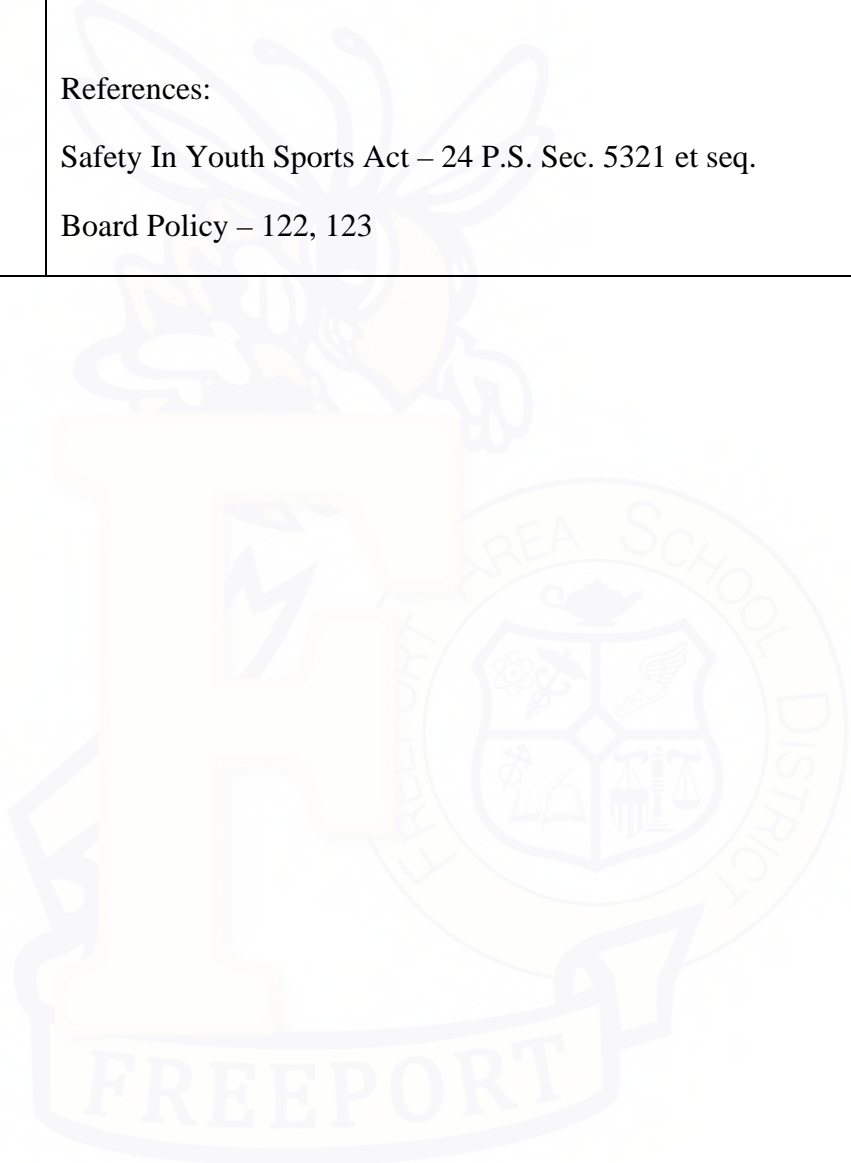 References:
Safety In Youth Sports Act – 24 P.S. Sec. 5321 et seq.
Board Policy – 122, 123
FREEPORT AREA SCHOOL DISTRICT
FREEPORT